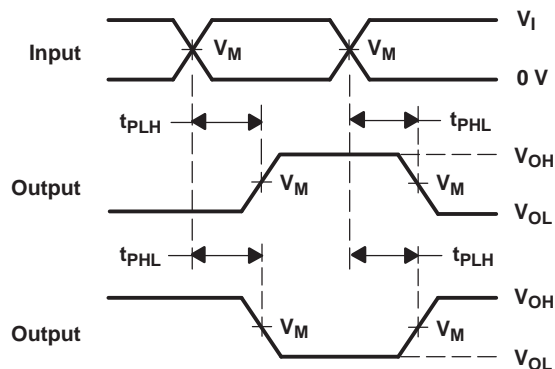 V_I
Input V_M V_M
0 V
t_PLH t_PHL
V_OH
Output V_M V_M
V_OL
t_PHL t_PLH
V_OH
Output V_M V_M
V_OL